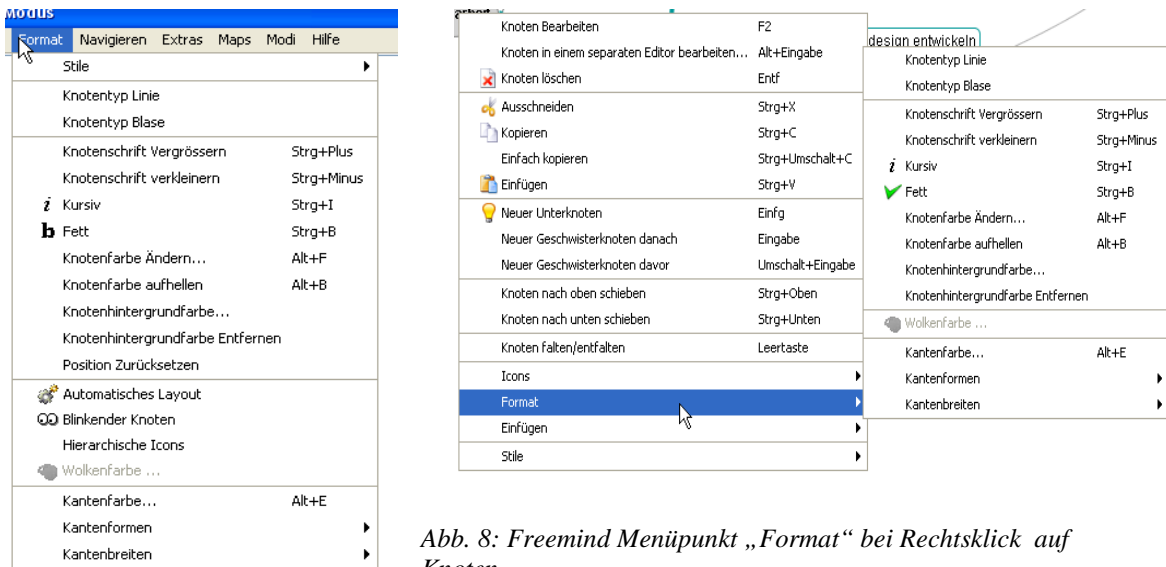 Modus
Format Navigieren Extras Maps Modi Hilfe
Stile
Knotentyp Linie
Knotentyp Blase
Knotenschrift Vergrössern Strg+Plus
Knotenschrift verkleinern Strg+Minus
i Kursiv Strg+I
b Fett Strg+B
Knotenfarbe Ändern... Alt+F
Knotenfarbe aufhellen Alt+B
Knotenhintergrundfarbe...
Knotenhintergrundfarbe Entfernen
Position Zurücksetzen
Automatisches Layout
Blinkender Knoten
Hierarchische Icons
Wolkenfarbe ...
Kantenfarbe... Alt+E
Kantenformen
Kantenbreiten
Knoten Bearbeiten F2
Knoten in einem separaten Editor bearbeiten... Alt+Eingabe
Knoten löschen Entf
Ausschneiden Strg+X
Kopieren Strg+C
Einfach kopieren Strg+Umschalt+C
Einfügen Strg+V
Neuer Unterknoten Einfg
Neuer Geschwisterknoten danach Eingabe
Neuer Geschwisterknoten davor Umschalt+Eingabe
Knoten nach oben schieben Strg+Oben
Knoten nach unten schieben Strg+Unten
Knoten falten/entfalten Leertaste
Icons
Format
Einfügen
Stile
design entwickeln
Knotentyp Linie
Knotentyp Blase
Knotenschrift Vergrössern Strg+Plus
Knotenschrift verkleinern Strg+Minus
i Kursiv Strg+I
Fett Strg+B
Knotenfarbe Ändern... Alt+F
Knotenfarbe aufhellen Alt+B
Knotenhintergrundfarbe...
Knotenhintergrundfarbe Entfernen
Wolkenfarbe ...
Kantenfarbe... Alt+E
Kantenformen
Kantenbreiten
Abb. 8: Freemind Menüpunkt „Format“ bei Rechtsklick auf
Knoten